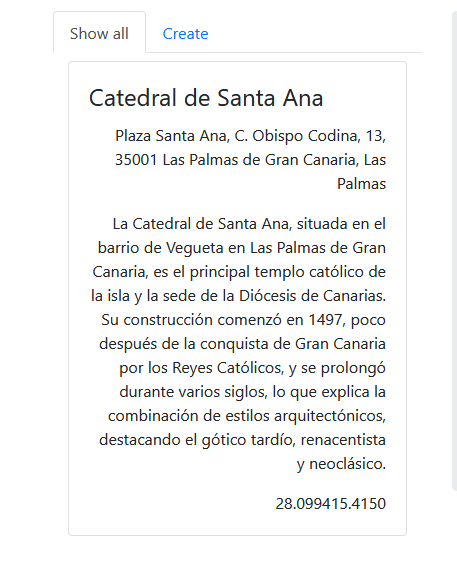 Show all
Create
Catedral de Santa Ana
Plaza Santa Ana, C. Obispo Codina, 13,
35001 Las Palmas de Gran Canaria, Las
Palmas
La Catedral de Santa Ana, situada en el
barrio de Vegueta en Las Palmas de Gran
Canaria, es el principal templo católico de
la isla y la sede de la Diócesis de Canarias.
Su construcción comenzó en 1497, poco
después de la conquista de Gran Canaria
por los Reyes Católicos, y se prolongó
durante varios siglos, lo que explica la
combinación de estilos arquitectónicos,
destacando el gótico tardío, renacentista
y neoclásico.
28.099415.4150